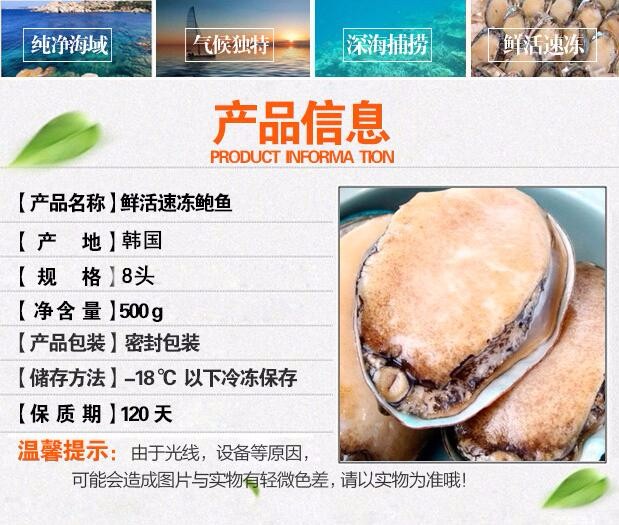 纯净海域 气候独特 深海捕捞 鲜活速冻
产品信息
PRODUCT INFORMA TION
【产品名称】鲜活速冻鲍鱼
【产 地】韩国
【规 格】8头
【净含量】500g
【产品包装】密封包装
【储存方法】-18℃ 以下冷冻保存
【保质期】120 天
温馨提示：由于光线，设备等原因，
可能会造成图片与实物有轻微色差，请以实物为准哦！